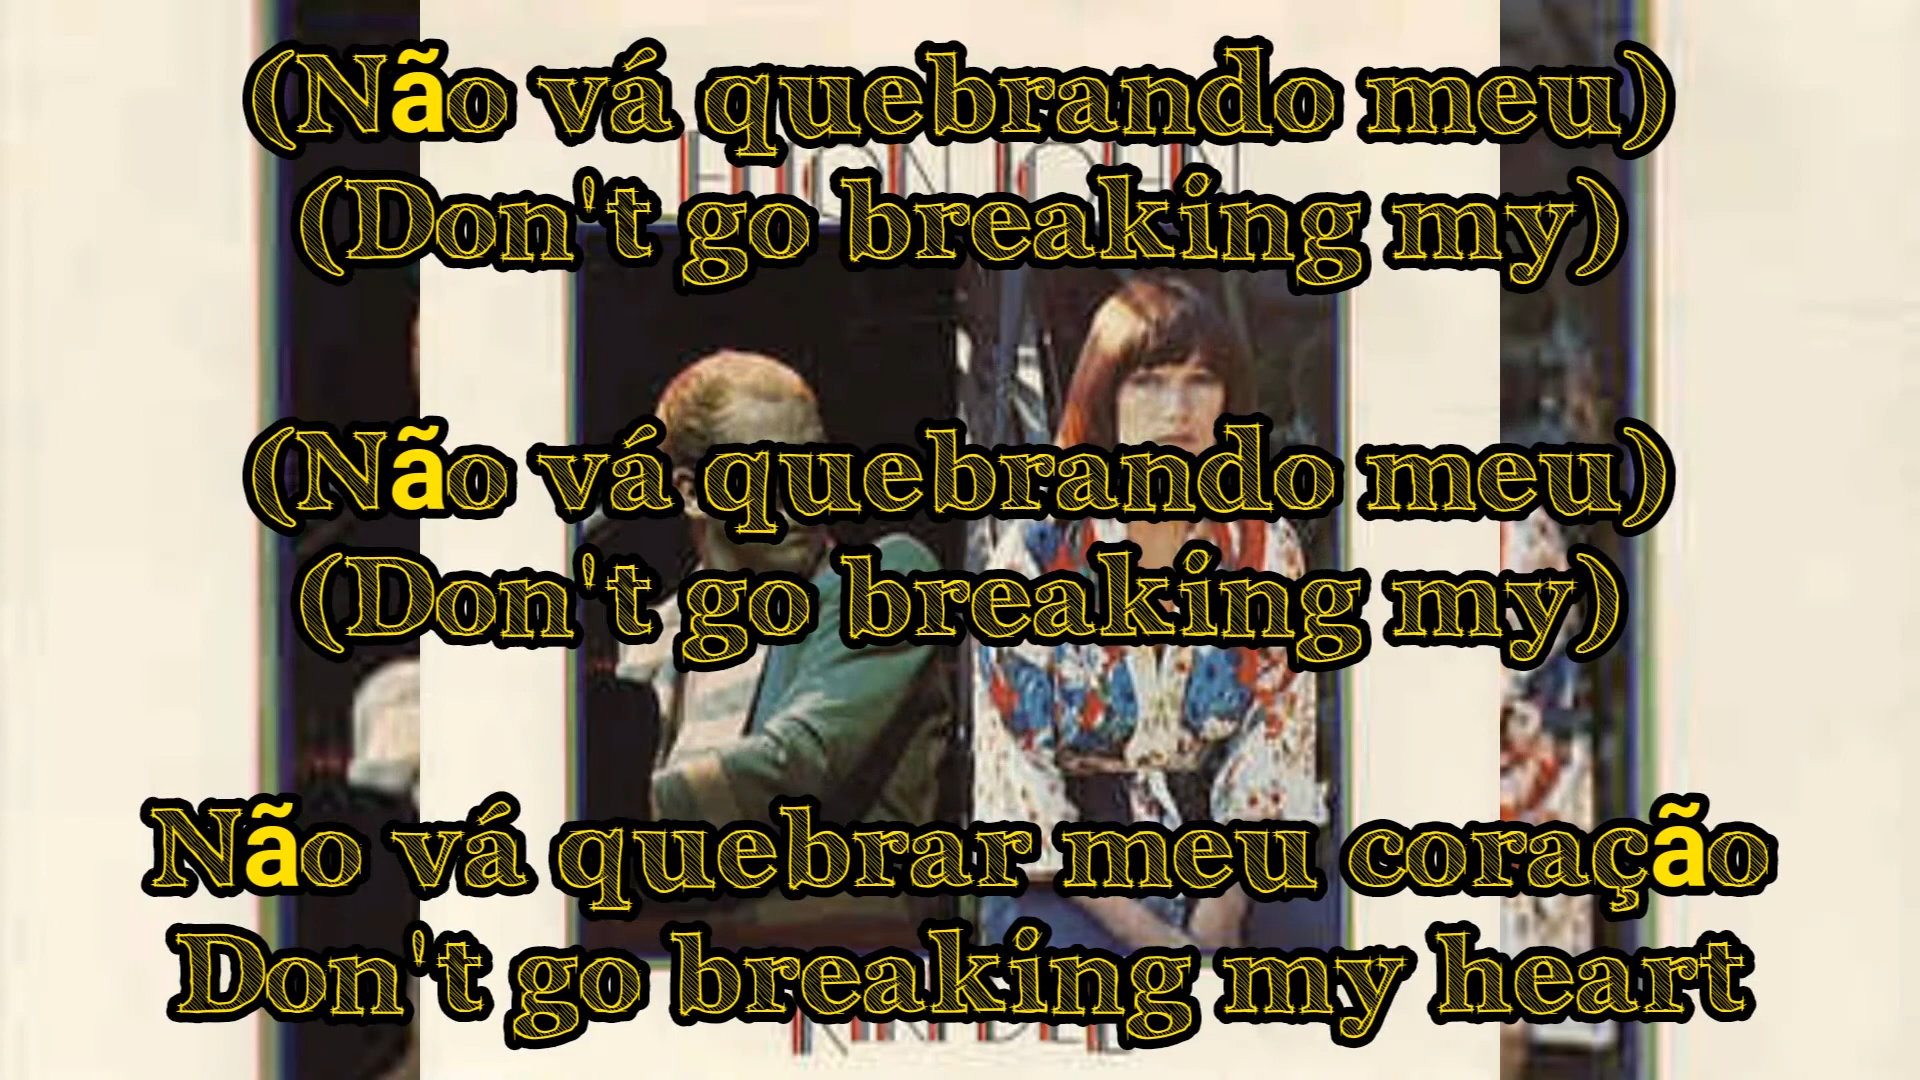 (Não vá quebrando meu)
(Don't go breaking my)
(Não vá quebrando meu)
(Don't go breaking my)
Não vá quebrar meu coração
Don't go breaking my heart